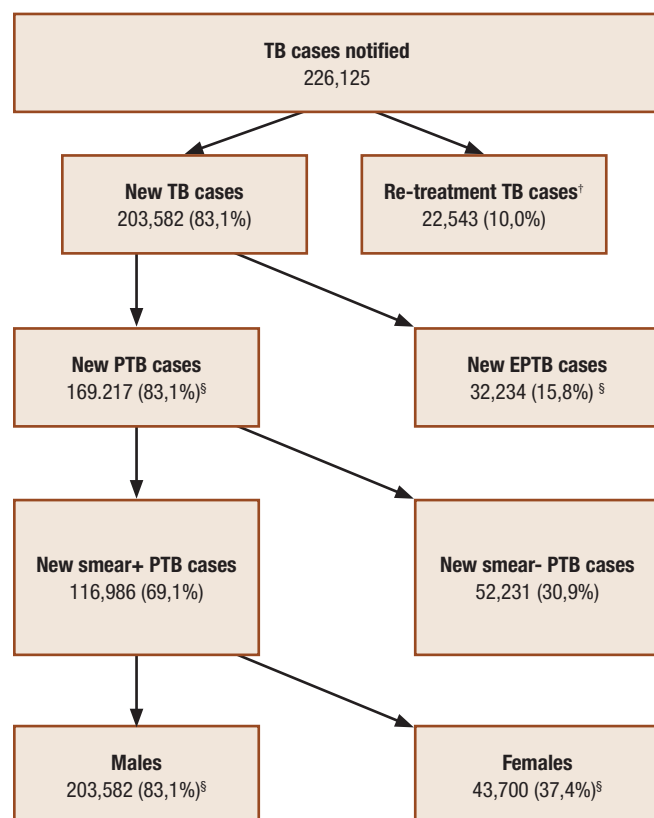 TB cases notified
226,125
New TB cases
203,582 (83,1%)
Re-treatment TB cases†
22,543 (10,0%)
New PTB cases
169.217 (83,1%)§
New EPTB cases
32,234 (15,8%) §
New smear+ PTB cases
116,986 (69,1%)
New smear- PTB cases
52,231 (30,9%)
Males
203,582 (83,1%)§
Females
43,700 (37,4%)§